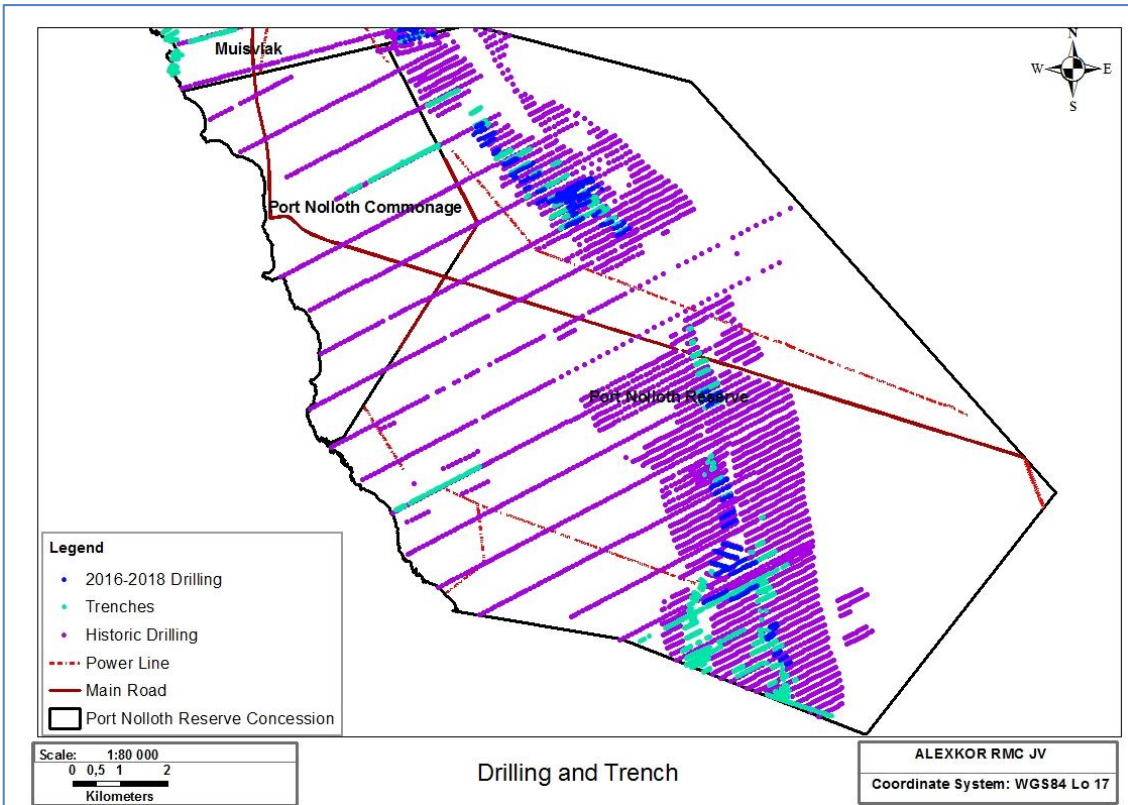 Muisvlak
N
W E
S
Port Nolloth Commonage
Port Nolloth Reserve
Legend
2016-2018 Drilling
Trenches
Historic Drilling
Power Line
Main Road
Port Nolloth Reserve Concession
Scale: 1:80 000
0 0,5 1 2
Kilometers
Drilling and Trench
ALEXKOR RMC JV
Coordinate System: WGS84 Lo 17